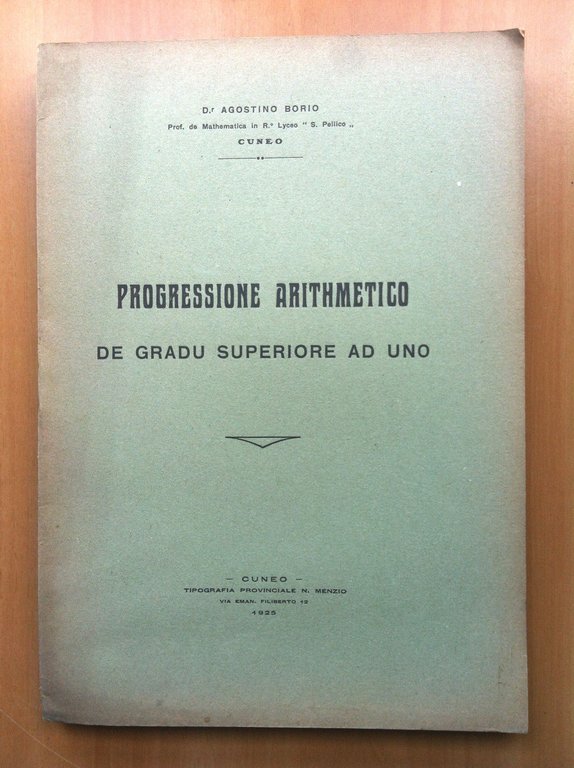 D.r AGOSTINO BORIO
Prof. de Mathematica in R.o Lyceo " S. Pellico „
CUNEO
PROGRESSIONE ARITHMETICO
DE GRADU SUPERIORE AD UNO
— CUNEO —
TIPOGRAFIA PROVINCIALE N. MENZIO
VIA EMAN. FILIBERTO 12
1925